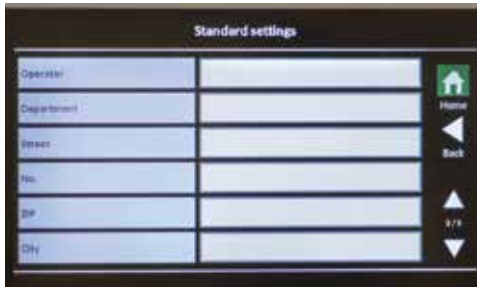 Standard settings
Operator
Home
Department
Street
Back
No.
ZIP
City